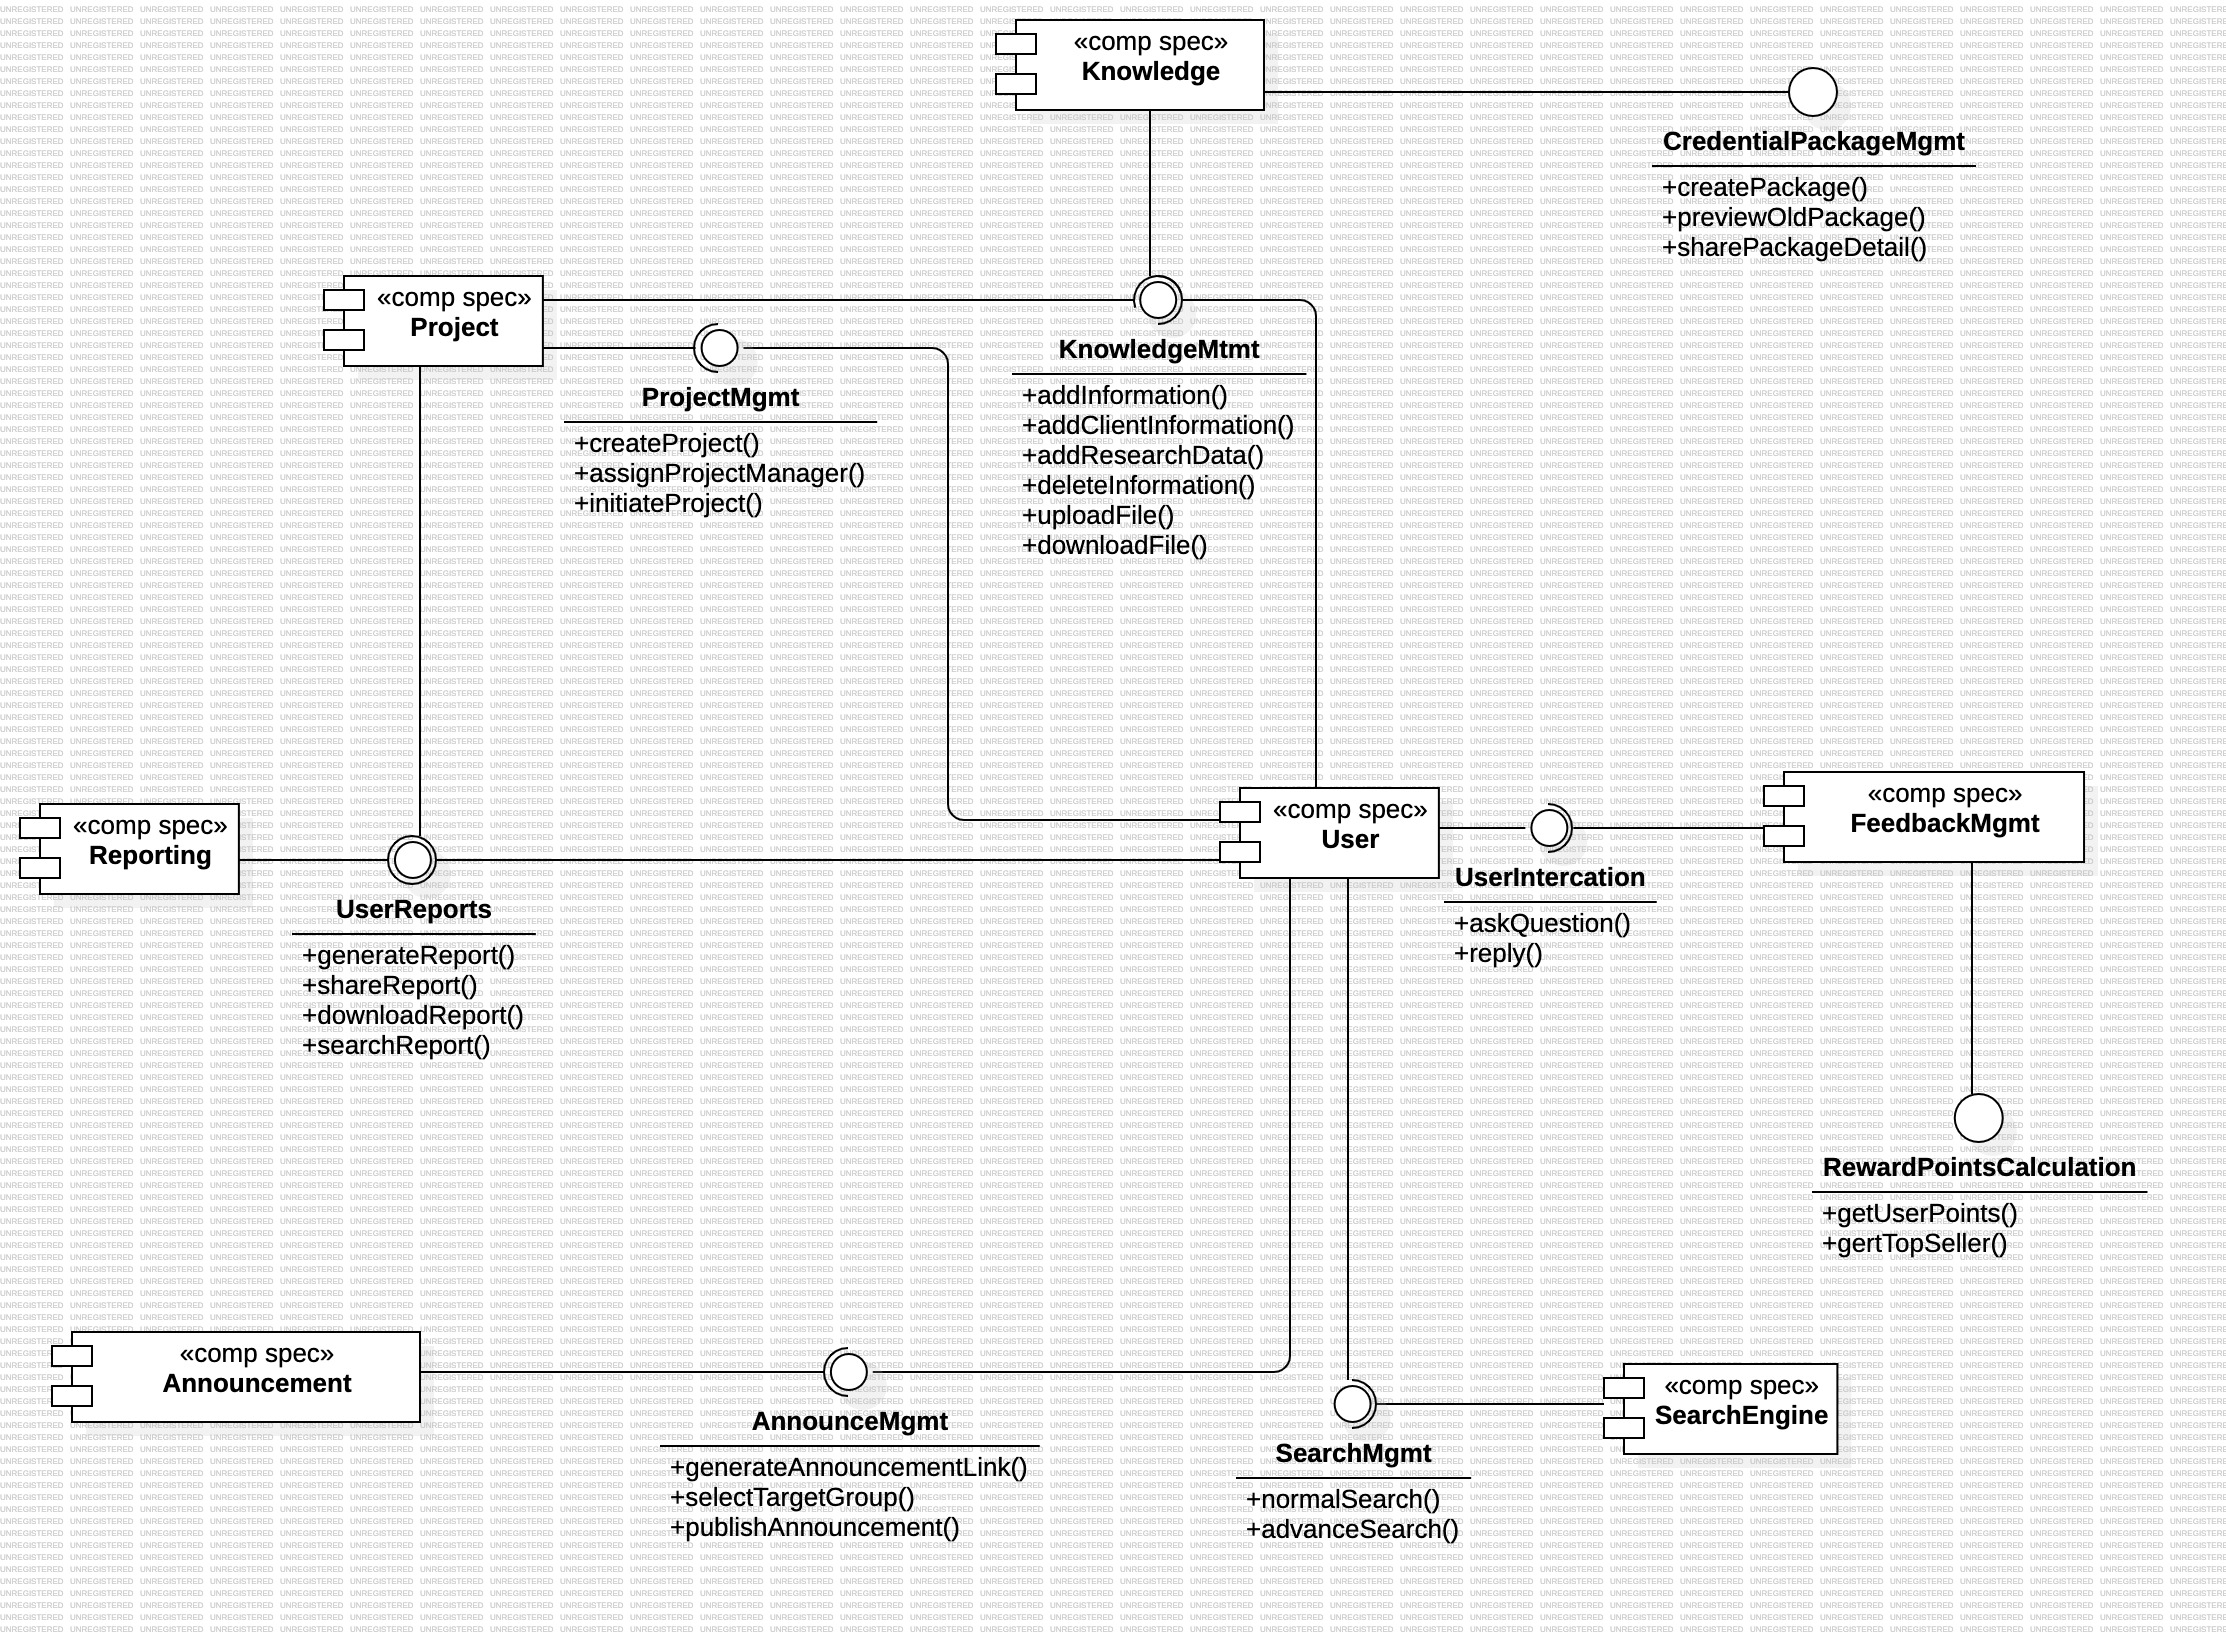 «comp spec»
Knowledge
CredentialPackageMgmt
+createPackage()
+previewOldPackage()
+sharePackageDetail()
«comp spec»
Project
KnowledgeMtmt
+addInformation()
+addClientInformation()
+addResearchData()
+deleteInformation()
+uploadFile()
+downloadFile()
ProjectMgmt
+createProject()
+assignProjectManager()
+initiateProject()
«comp spec»
Reporting
UserReports
+generateReport()
+shareReport()
+downloadReport()
+searchReport()
«comp spec»
User
UserIntercation
+askQuestion()
+reply()
«comp spec»
FeedbackMgmt
RewardPointsCalculation
+getUserPoints()
+gertTopSeller()
«comp spec»
Announcement
AnnounceMgmt
+generateAnnouncementLink()
+selectTargetGroup()
+publishAnnouncement()
SearchMgmt
+normalSearch()
+advanceSearch()
«comp spec»
SearchEngine
UNREGISTERED